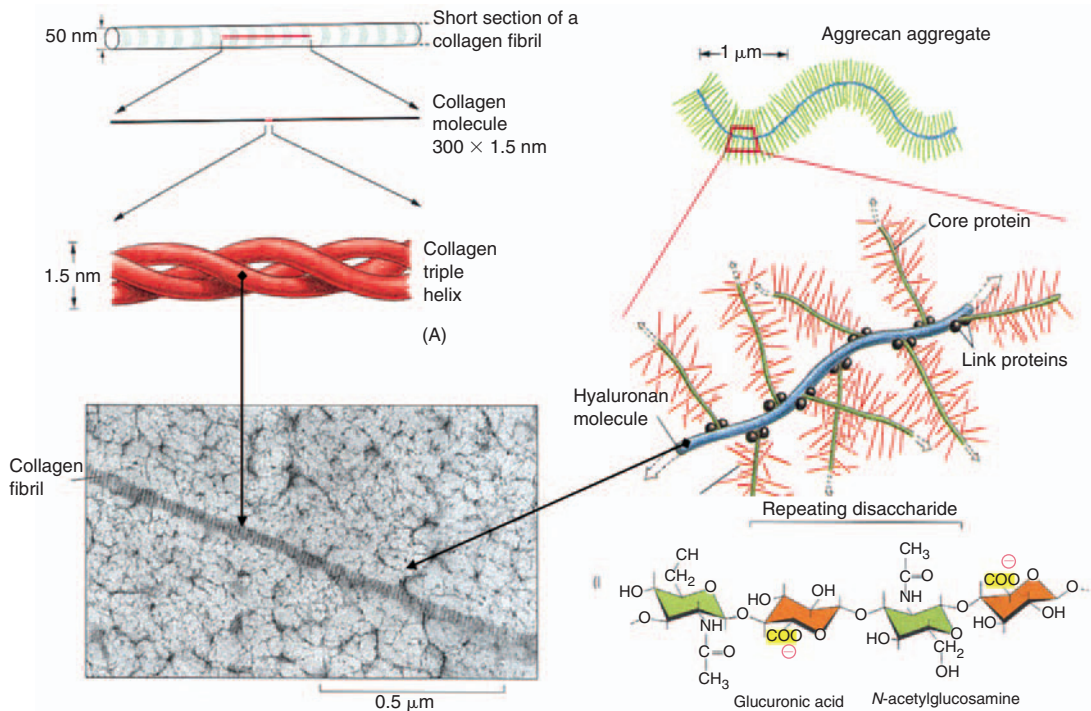 50 nm
Short section of a
collagen fibril
Collagen
molecule
300 × 1.5 nm
1.5 nm
Collagen
triple
helix
(A)
Collagen
fibril
0.5 μm
Aggrecan aggregate
1 μm
Core protein
Link proteins
Hyaluronan
molecule
Repeating disaccharide
CH
CH₂
O
HO
O
NH
C=O
CH₃
O
HO
OH
COO
⊖
O
O
CH₃
C=O
NH
HO
O
CH₂
OH
O
COO
⊖
O
HO
OH
O
Glucuronic acid
N-acetylglucosamine